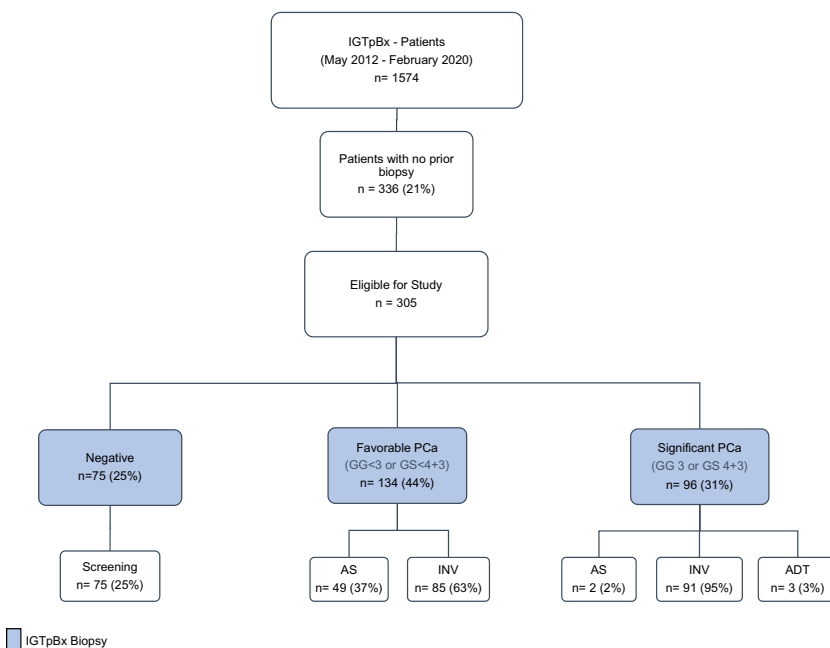 IGTpBx - Patients
(May 2012 - February 2020)
n= 1574
Patients with no prior
biopsy
n = 336 (21%)
Eligible for Study
n = 305
Negative
n=75 (25%)
Favorable PCa
(GG<3 or GS<4+3)
n= 134 (44%)
Significant PCa
(GG 3 or GS 4+3)
n= 96 (31%)
Screening
n= 75 (25%)
AS
n= 49 (37%)
INV
n= 85 (63%)
AS
n= 2 (2%)
INV
n= 91 (95%)
ADT
n= 3 (3%)
IGTpBx Biopsy